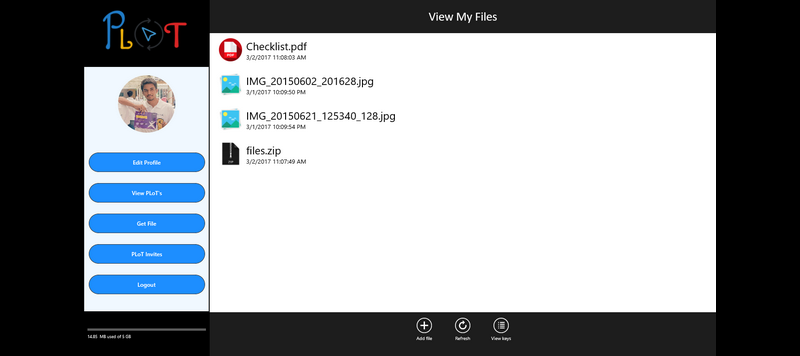 PLoT
Edit Profile
View PLoT's
Get File
PLoT Invites
Logout
14.85 MB used of 5 GB
View My Files
Checklist.pdf
3/2/2017 11:08:03 AM
IMG_20150602_201628.jpg
3/1/2017 10:09:50 PM
IMG_20150621_125340_128.jpg
3/1/2017 10:09:54 PM
files.zip
3/2/2017 11:07:49 AM
Add file
Refresh
View keys